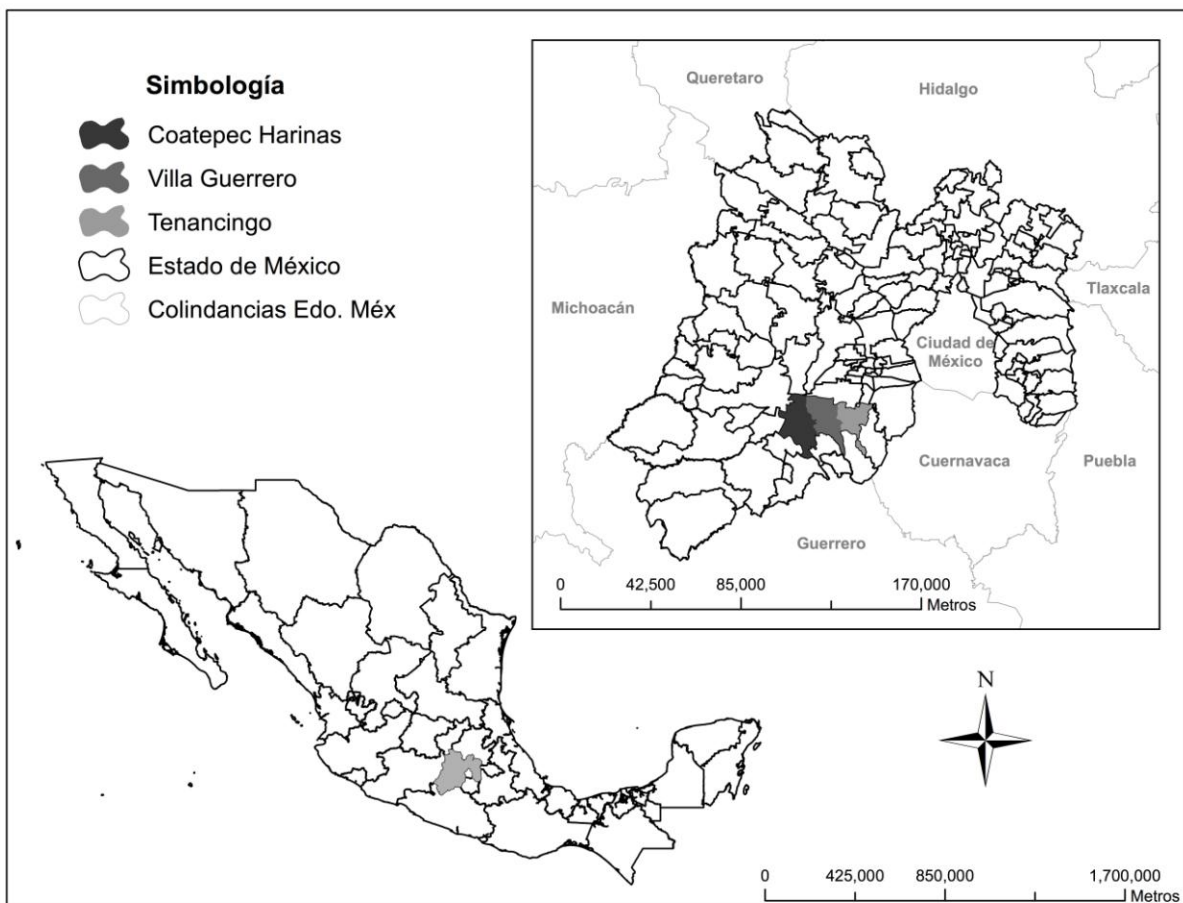 Simbología
Coatepec Harinas
Villa Guerrero
Tenancingo
Estado de México
Colindancias Edo. Méx
Queretaro
Hidalgo
Michoacán
Tlaxcala
Ciudad de
México
Cuernavaca
Puebla
Guerrero
0 42,500 85,000 170,000
Metros
N
0 425,000 850,000 1,700,000
Metros